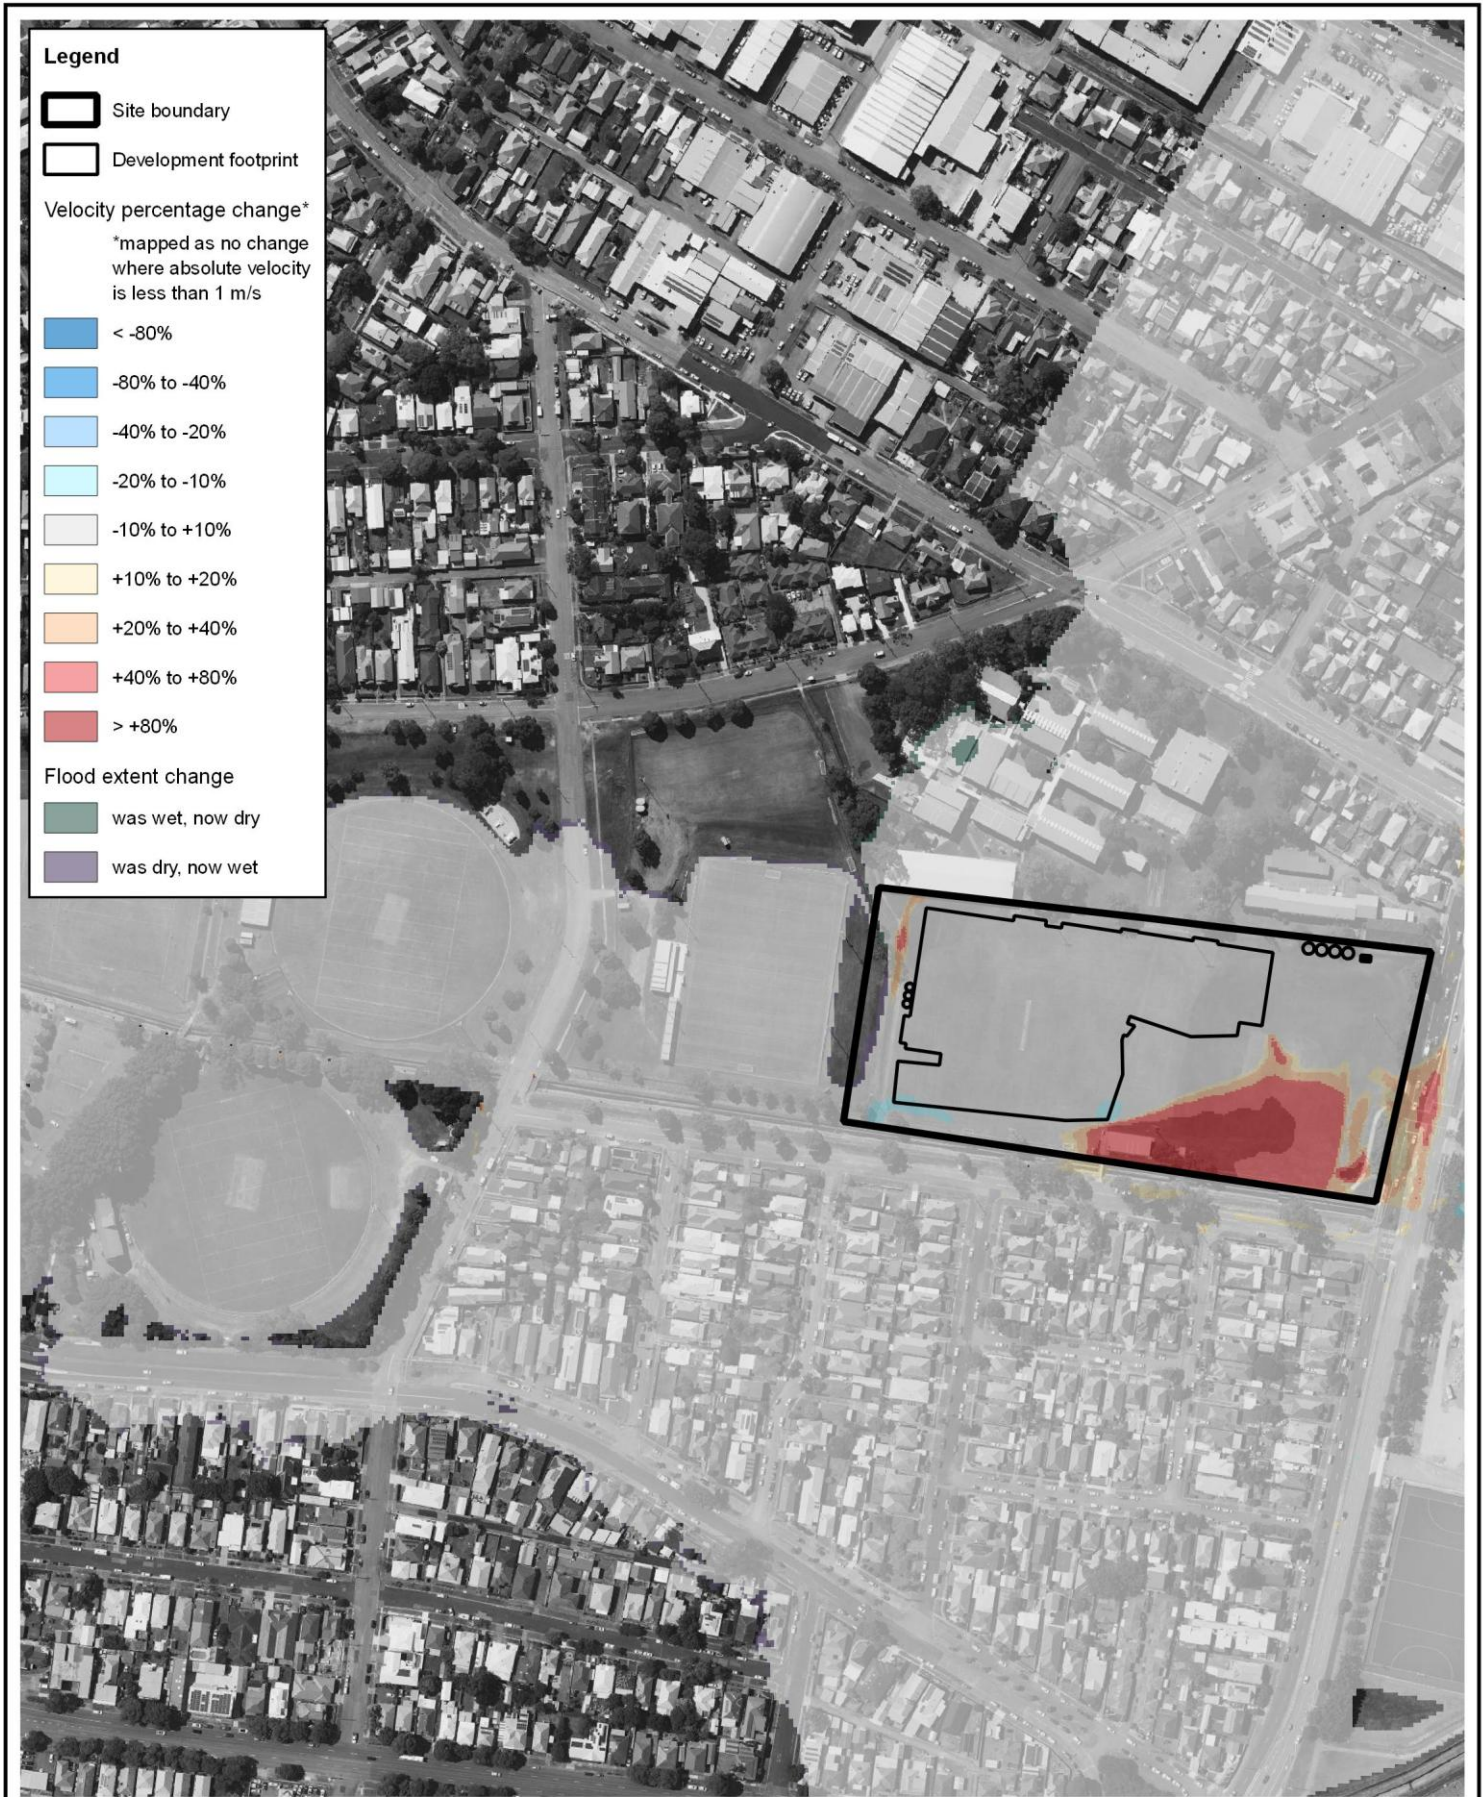 Legend
Site boundary
Development footprint
Velocity percentage change*
*mapped as no change
where absolute velocity
is less than 1 m/s
< -80%
-80% to -40%
-40% to -20%
-20% to -10%
-10% to +10%
+10% to +20%
+20% to +40%
+40% to +80%
> +80%
Flood extent change
was wet, now dry
was dry, now wet